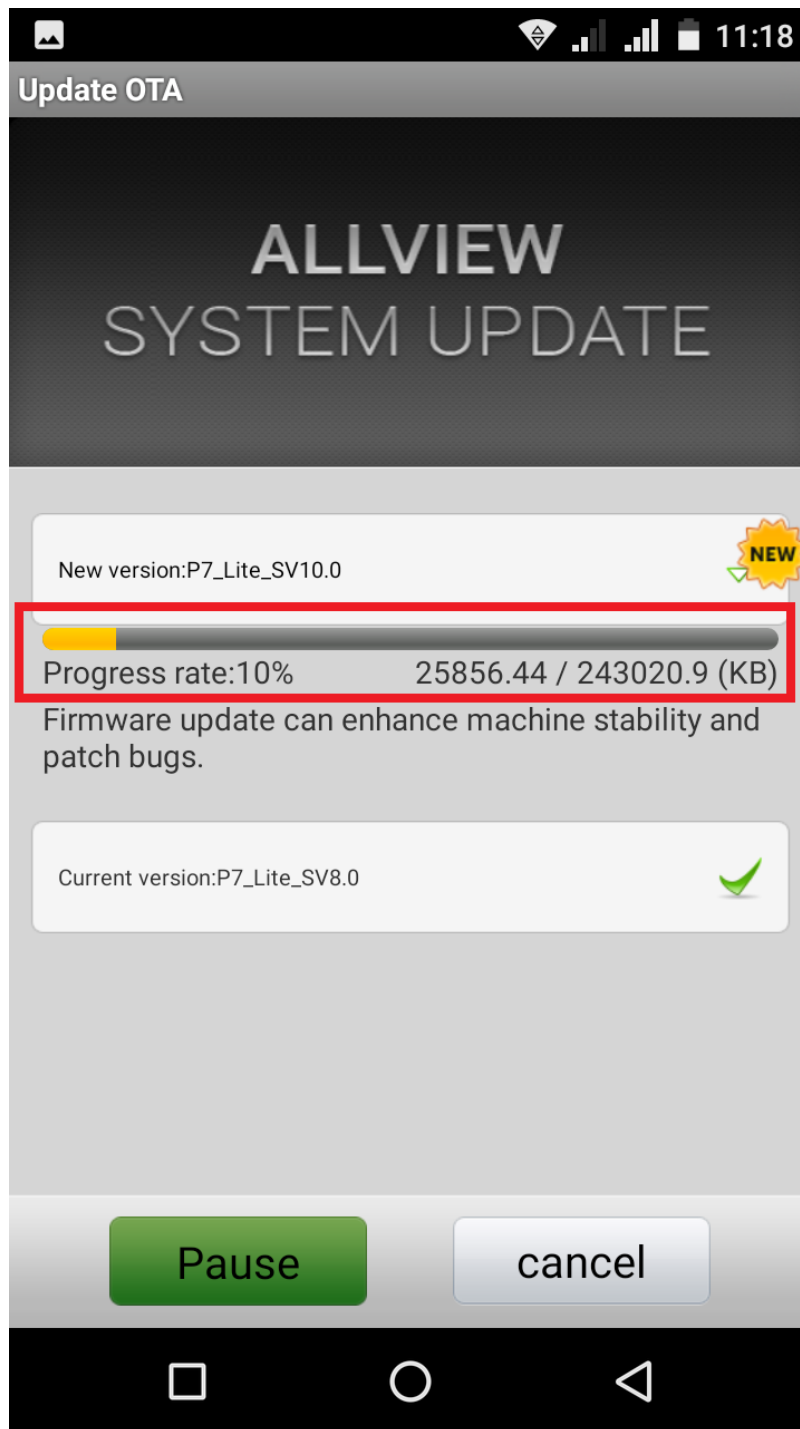 11:18
Update OTA
ALLVIEW
SYSTEM UPDATE
New version:P7_Lite_SV10.0
NEW
Progress rate:10% 25856.44 / 243020.9 (KB)
Firmware update can enhance machine stability and
patch bugs.
Current version:P7_Lite_SV8.0
Pause cancel